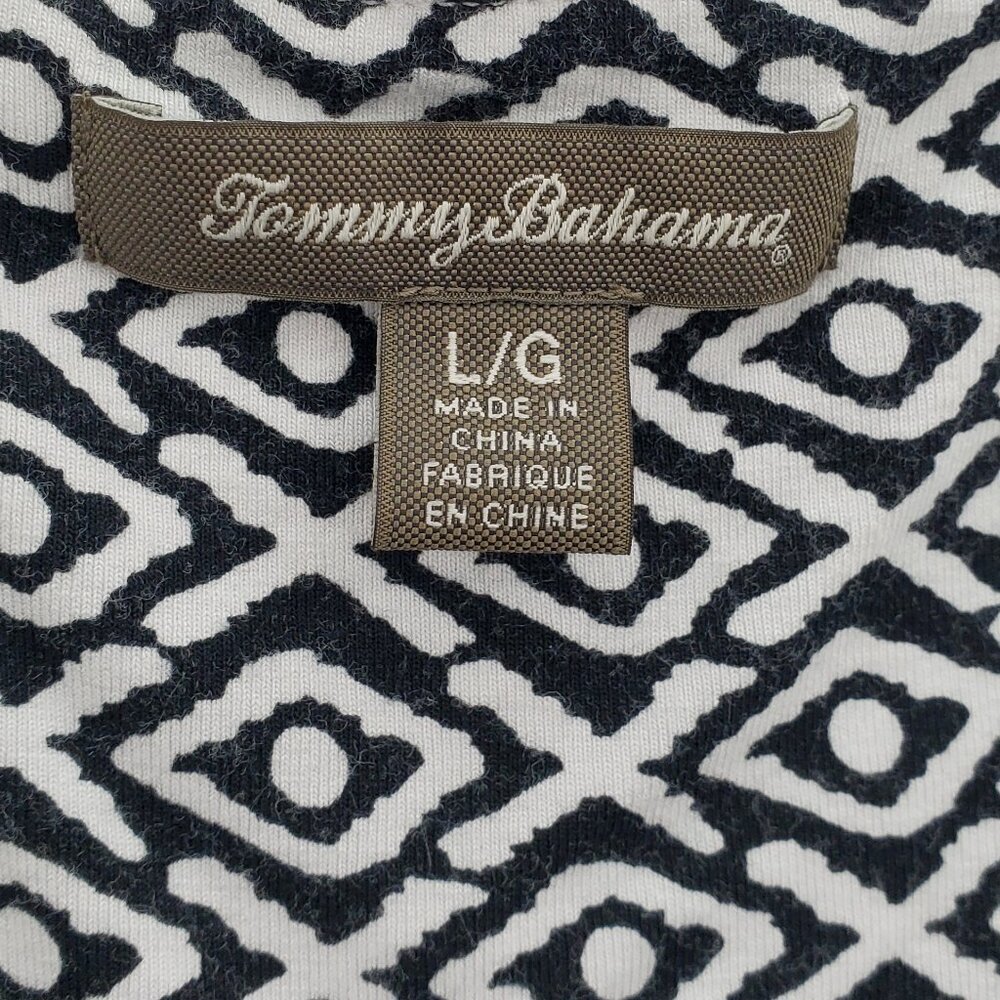 Tommy Bahama®
L/G
MADE IN
CHINA
FABRIQUE
EN CHINE